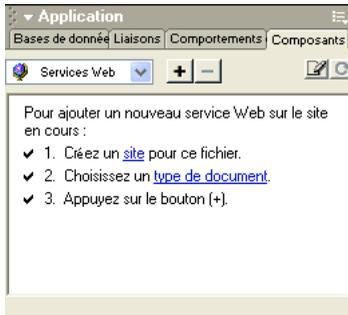 Application
Bases de donnée Liaisons Comportements Composants
Services Web
Pour ajouter un nouveau service Web sur le site
en cours :
1. Créez un site pour ce fichier.
2. Choisissez un type de document.
3. Appuyez sur le bouton (+).